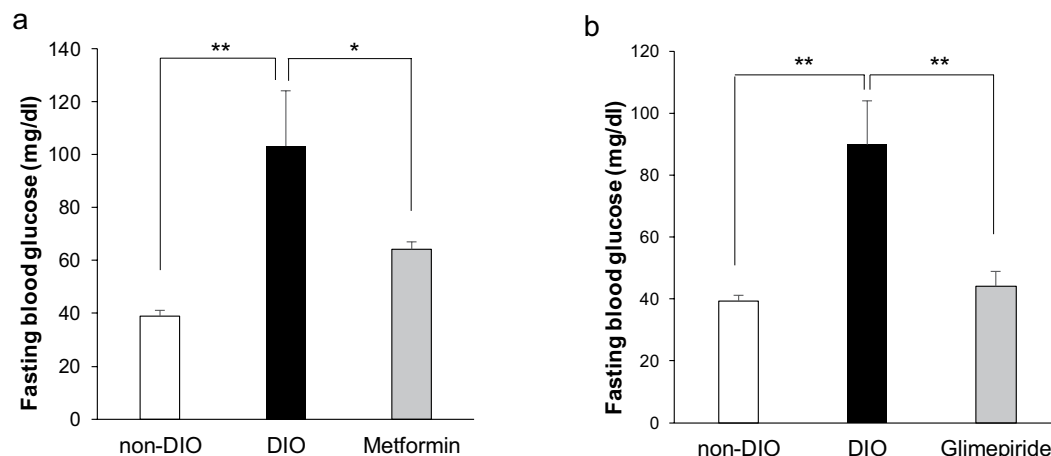 a
Fasting blood glucose (mg/dl)
140
120
100
80
60
40
20
0
**
*
non-DIO
DIO
Metformin
b
Fasting blood glucose (mg/dl)
120
100
80
60
40
20
0
**
**
non-DIO
DIO
Glimepiride